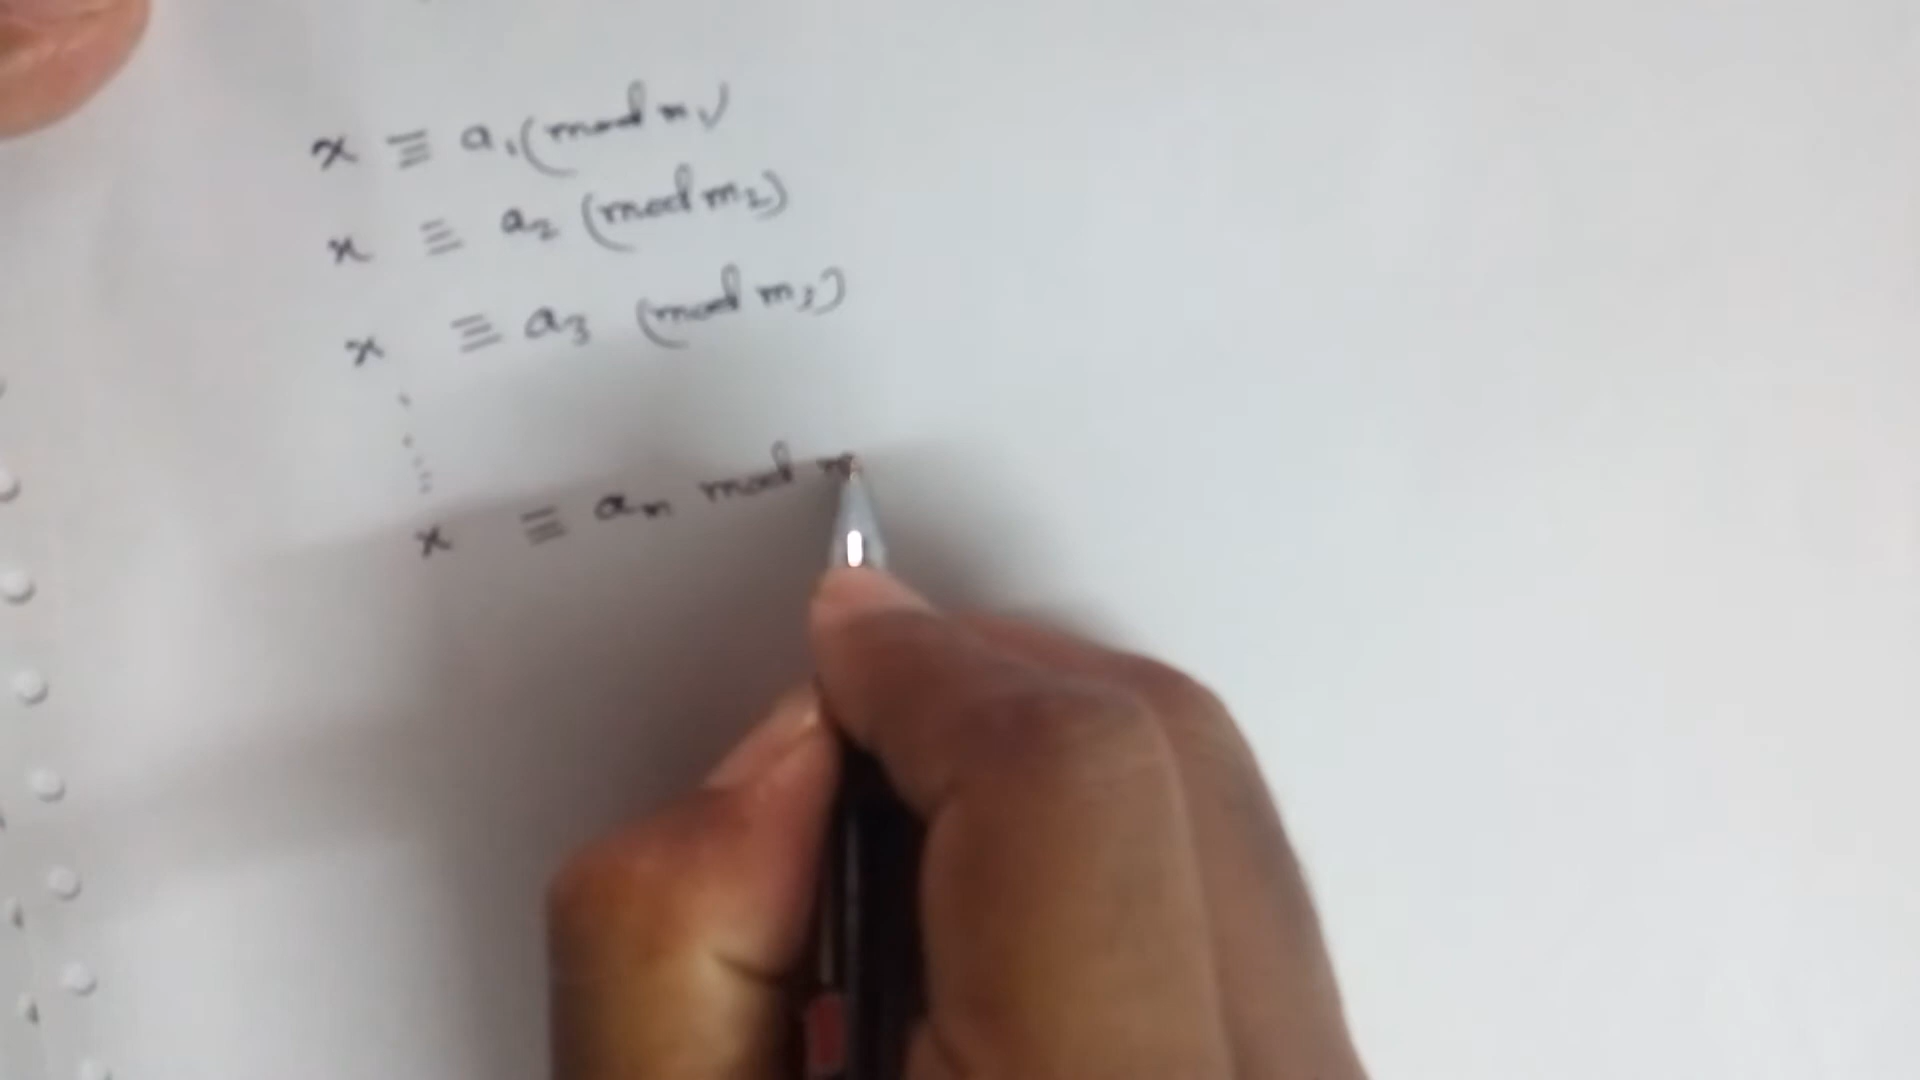 x ≡ a₁ (mod m₁)
x ≡ a₂ (mod m₂)
x ≡ a₃ (mod m₃)
x ≡ aₙ mod m